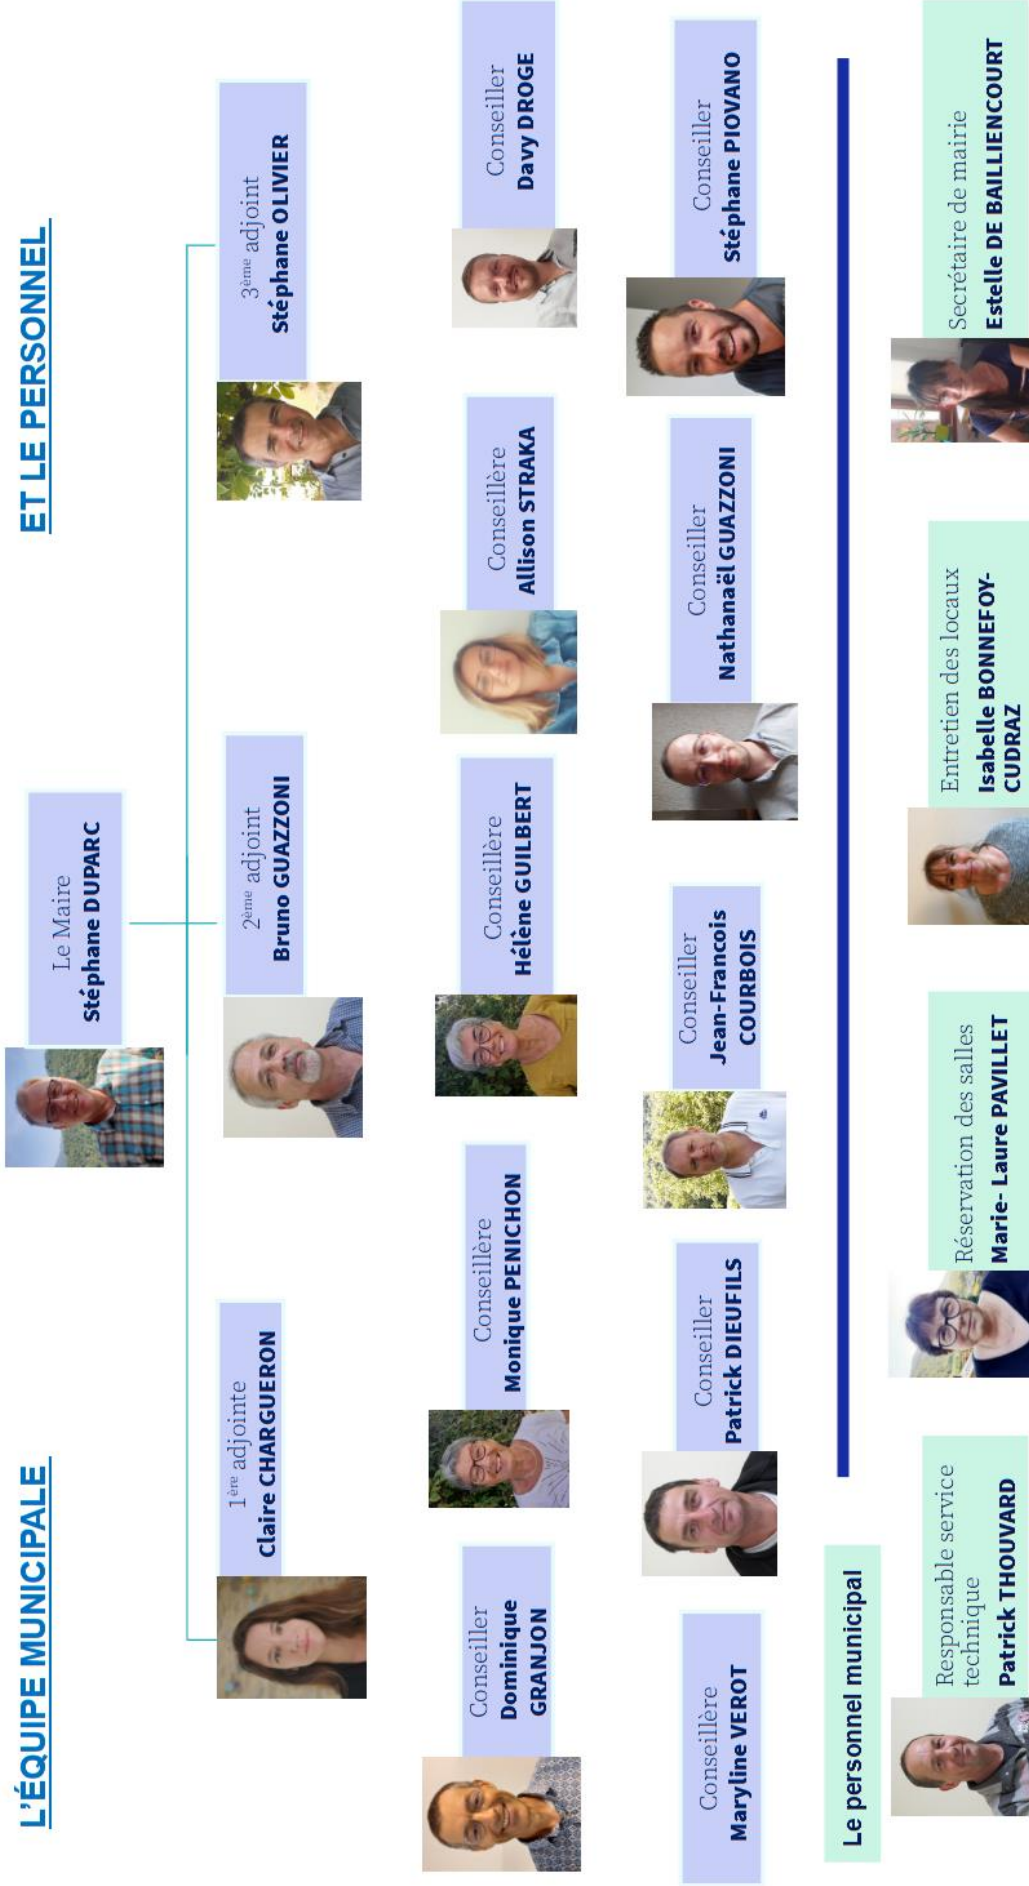 L'ÉQUIPE MUNICIPALE
ET LE PERSONNEL
Le Maire
Stéphane DUPARC
1ère adjointe
Claire CHARGUERON
2ème adjoint
Bruno GUAZZONI
3ème adjoint
Stéphane OLIVIER
Conseiller
Dominique
GRANJON
Conseillère
Monique PENICHON
Conseillère
Hélène GUILBERT
Conseillère
Allison STRAKA
Conseiller
Davy DROGE
Conseillère
Maryline VEROT
Conseiller
Patrick DIEUFILS
Conseiller
Jean-Francois
COURBOIS
Conseiller
Nathanaël GUAZZONI
Conseiller
Stéphane PIOVANO
Le personnel municipal
Responsable service
technique
Patrick THOUVARD
Réservation des salles
Marie- Laure PAVILLET
Entretien des locaux
Isabelle BONNEFOY-
CUDRAZ
Secrétaire de mairie
Estelle DE BAILLIENCOURT